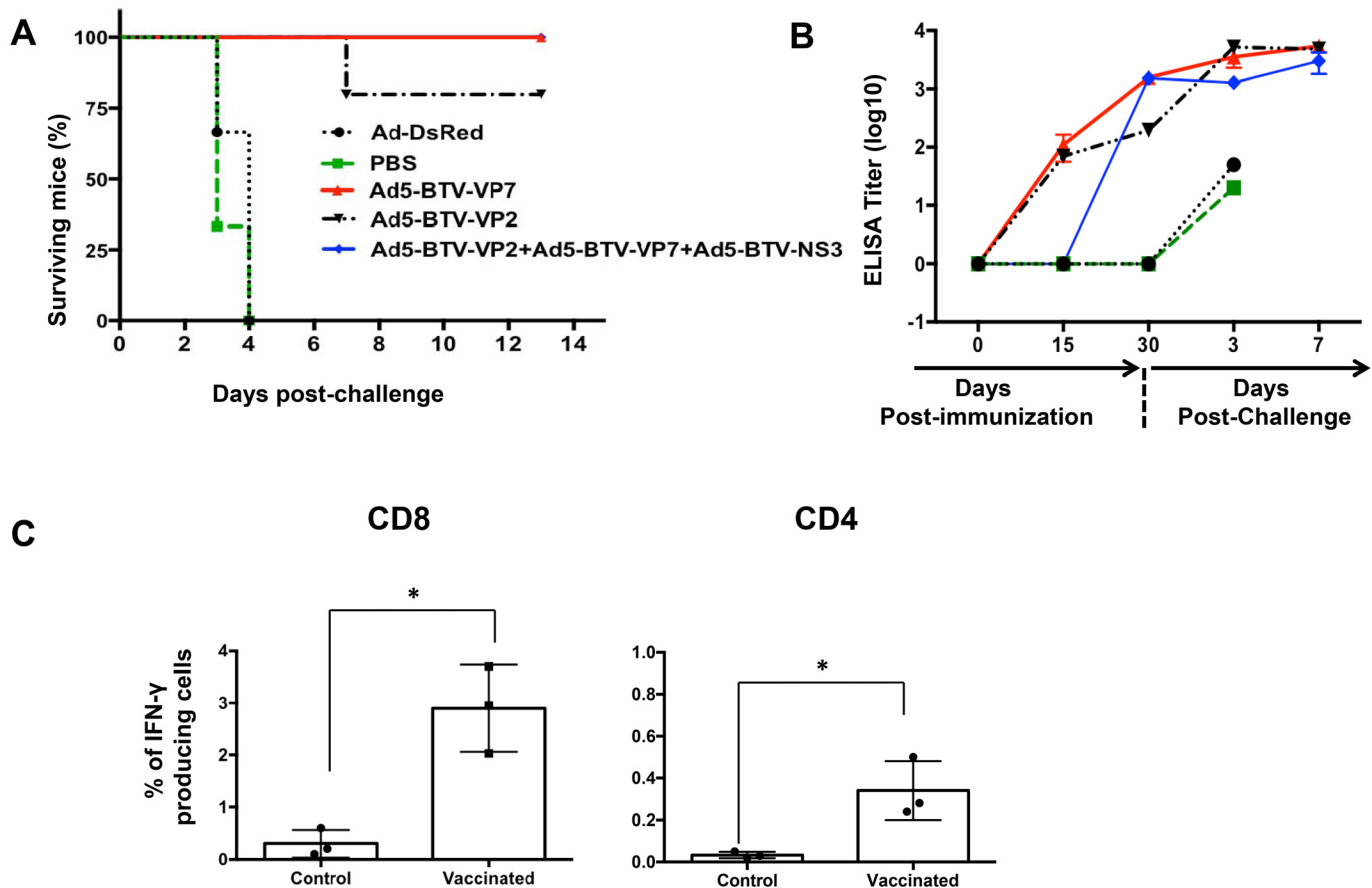 A
Surviving mice (%)
100
75
50
25
0
0 2 4 6 8 10 12 14
Days post-challenge
Ad-DsRed
PBS
Ad5-BTV-VP7
Ad5-BTV-VP2
Ad5-BTV-VP2+Ad5-BTV-VP7+Ad5-BTV-NS3
B
ELISA Titer (log10)
4
3
2
1
0
-1
0 15 30 3 7
Days
Post-immunization
Days
Post-Challenge
C
CD8
% of IFN-γ
producing cells
4
3
2
1
0
*
Control Vaccinated
CD4
1.0
0.8
0.6
0.4
0.2
0.0
*
Control Vaccinated